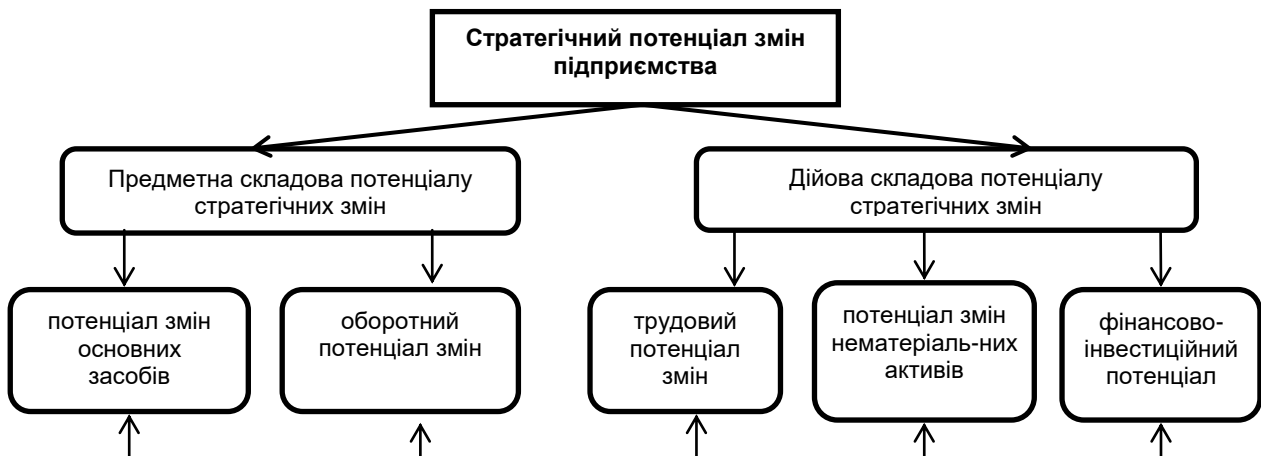 Стратегічний потенціал змін
підприємства
Предметна складова потенціалу
стратегічних змін
Дійова складова потенціалу
стратегічних змін
потенціал змін
основних
засобів
оборотний
потенціал змін
трудовий
потенціал
змін
потенціал змін
нематеріаль-них
активів
фінансово-
інвестиційний
потенціал